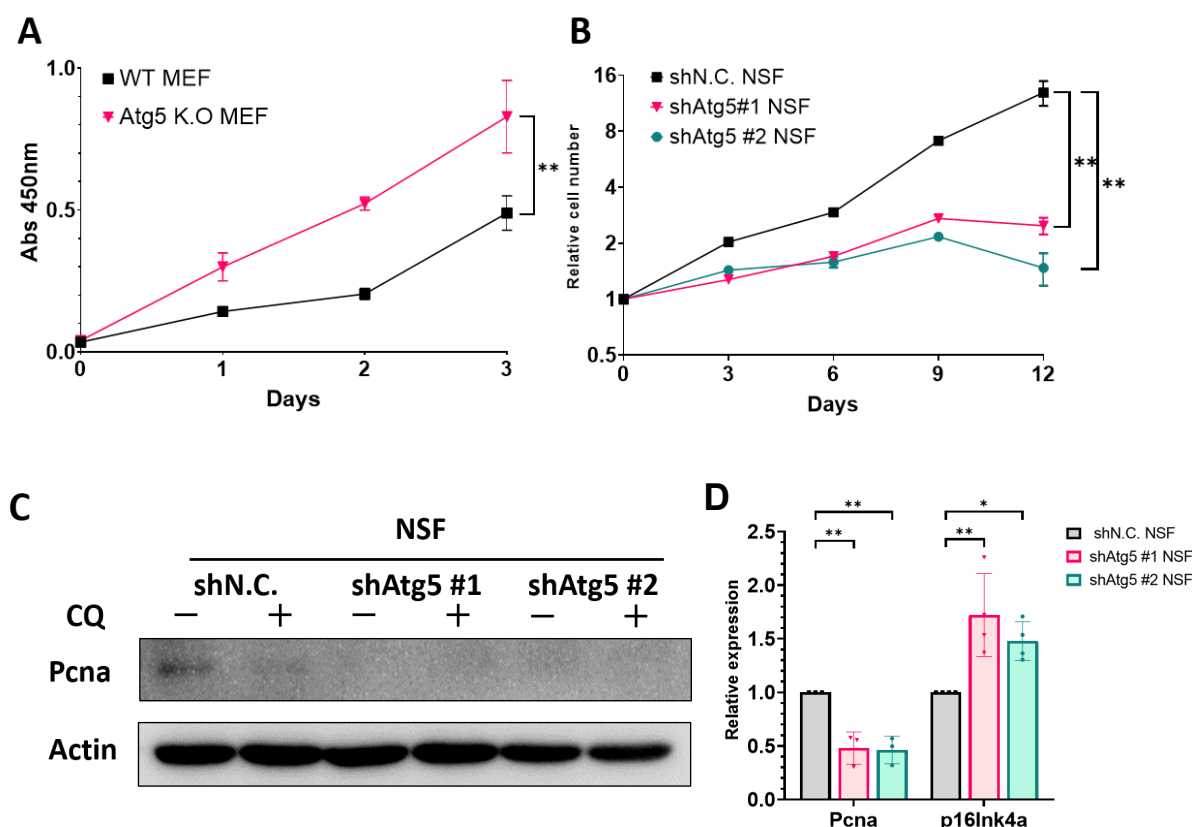 A
WT MEF
Atg5 K.O MEF
Abs 450nm
1.0
0.5
0.0
0 1 2 3
Days
**
B
shN.C. NSF
shAtg5#1 NSF
shAtg5 #2 NSF
Relative cell number
16
8
4
2
1
0.5
0 3 6 9 12
Days
**
**
C
NSF
shN.C. shAtg5 #1 shAtg5 #2
CQ − + − + − +
Pcna
Actin
D
shN.C. NSF
shAtg5 #1 NSF
shAtg5 #2 NSF
Relative expression
2.5
2.0
1.5
1.0
0.5
0.0
** *
** **
Pcna p16Ink4a